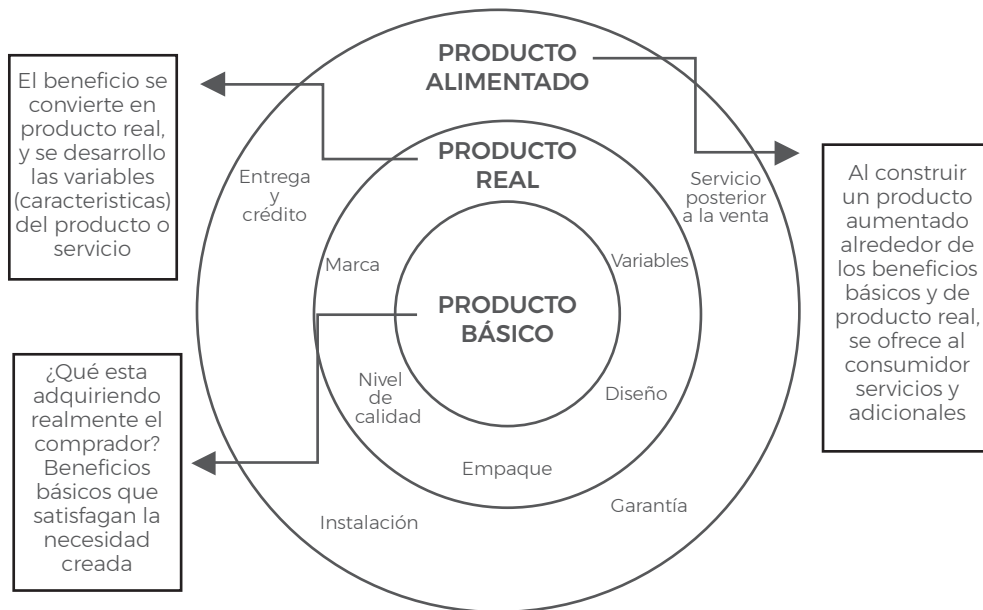 PRODUCTO
ALIMENTADO
El beneficio se
convierte en
producto real,
y se desarrollo
las variables
(caracteristicas)
del producto o
servicio
PRODUCTO
REAL
Entrega
y
crédito
Servicio
posterior
a la venta
Al construir
un producto
aumentado
alrededor de
los beneficios
básicos y de
producto real,
se ofrece al
consumidor
servicios y
adicionales
Marca
Variables
PRODUCTO
BÁSICO
¿Qué esta
adquiriendo
realmente el
comprador?
Beneficios
básicos que
satisfagan la
necesidad
creada
Nivel
de
calidad
Diseño
Empaque
Instalación
Garantía